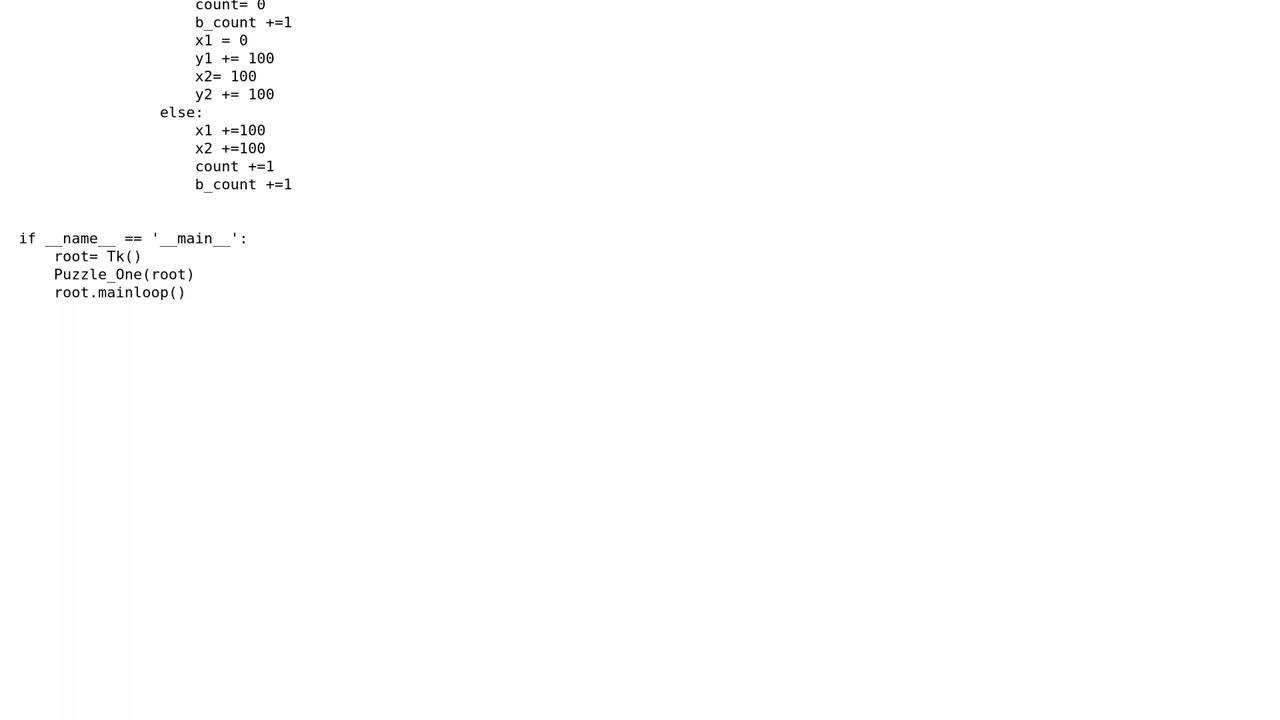 count= 0
b_count +=1
x1 = 0
y1 += 100
x2= 100
y2 += 100
else:
x1 +=100
x2 +=100
count +=1
b_count +=1
if __name__ == '__main__':
root= Tk()
Puzzle_One(root)
root.mainloop()